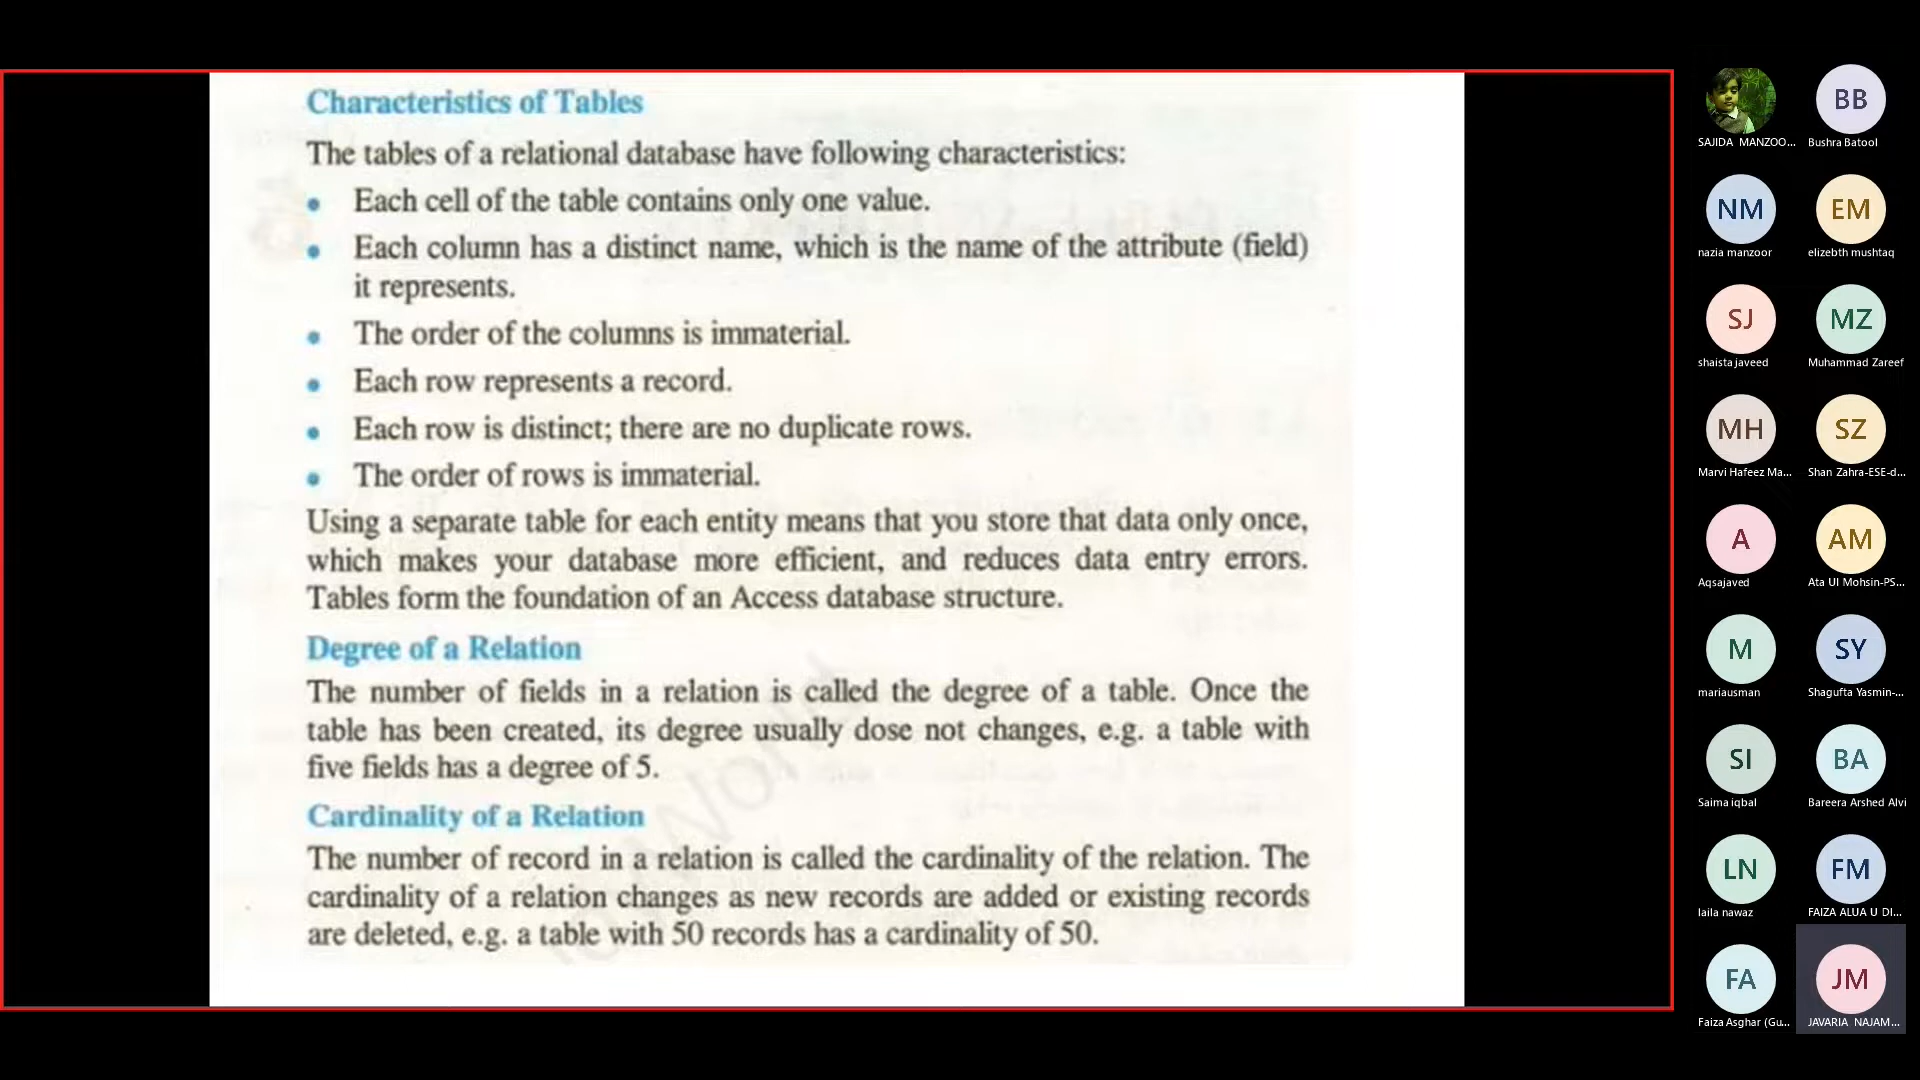 Characteristics of Tables
The tables of a relational database have following characteristics:
• Each cell of the table contains only one value.
• Each column has a distinct name, which is the name of the attribute (field)
it represents.
• The order of the columns is immaterial.
• Each row represents a record.
• Each row is distinct; there are no duplicate rows.
• The order of rows is immaterial.
Using a separate table for each entity means that you store that data only once,
which makes your database more efficient, and reduces data entry errors.
Tables form the foundation of an Access database structure.
Degree of a Relation
The number of fields in a relation is called the degree of a table. Once the
table has been created, its degree usually dose not changes, e.g. a table with
five fields has a degree of 5.
Cardinality of a Relation
The number of record in a relation is called the cardinality of the relation. The
cardinality of a relation changes as new records are added or existing records
are deleted, e.g. a table with 50 records has a cardinality of 50.
SAJIDA MANZOO...
BB
Bushra Batool
NM
nazia manzoor
EM
elizebth mushtaq
SJ
shaista javeed
MZ
Muhammad Zareef
MH
Marvi Hafeez Ma...
SZ
Shan Zahra-ESE-d...
A
Aqsajaved
AM
Ata Ul Mohsin-PS...
M
mariausman
SY
Shagufta Yasmin-...
SI
Saima iqbal
BA
Bareera Arshed Alvi
LN
laila nawaz
FM
FAIZA ALUA U DI...
FA
Faiza Asghar (Gu...
JM
JAVARIA NAJAM...